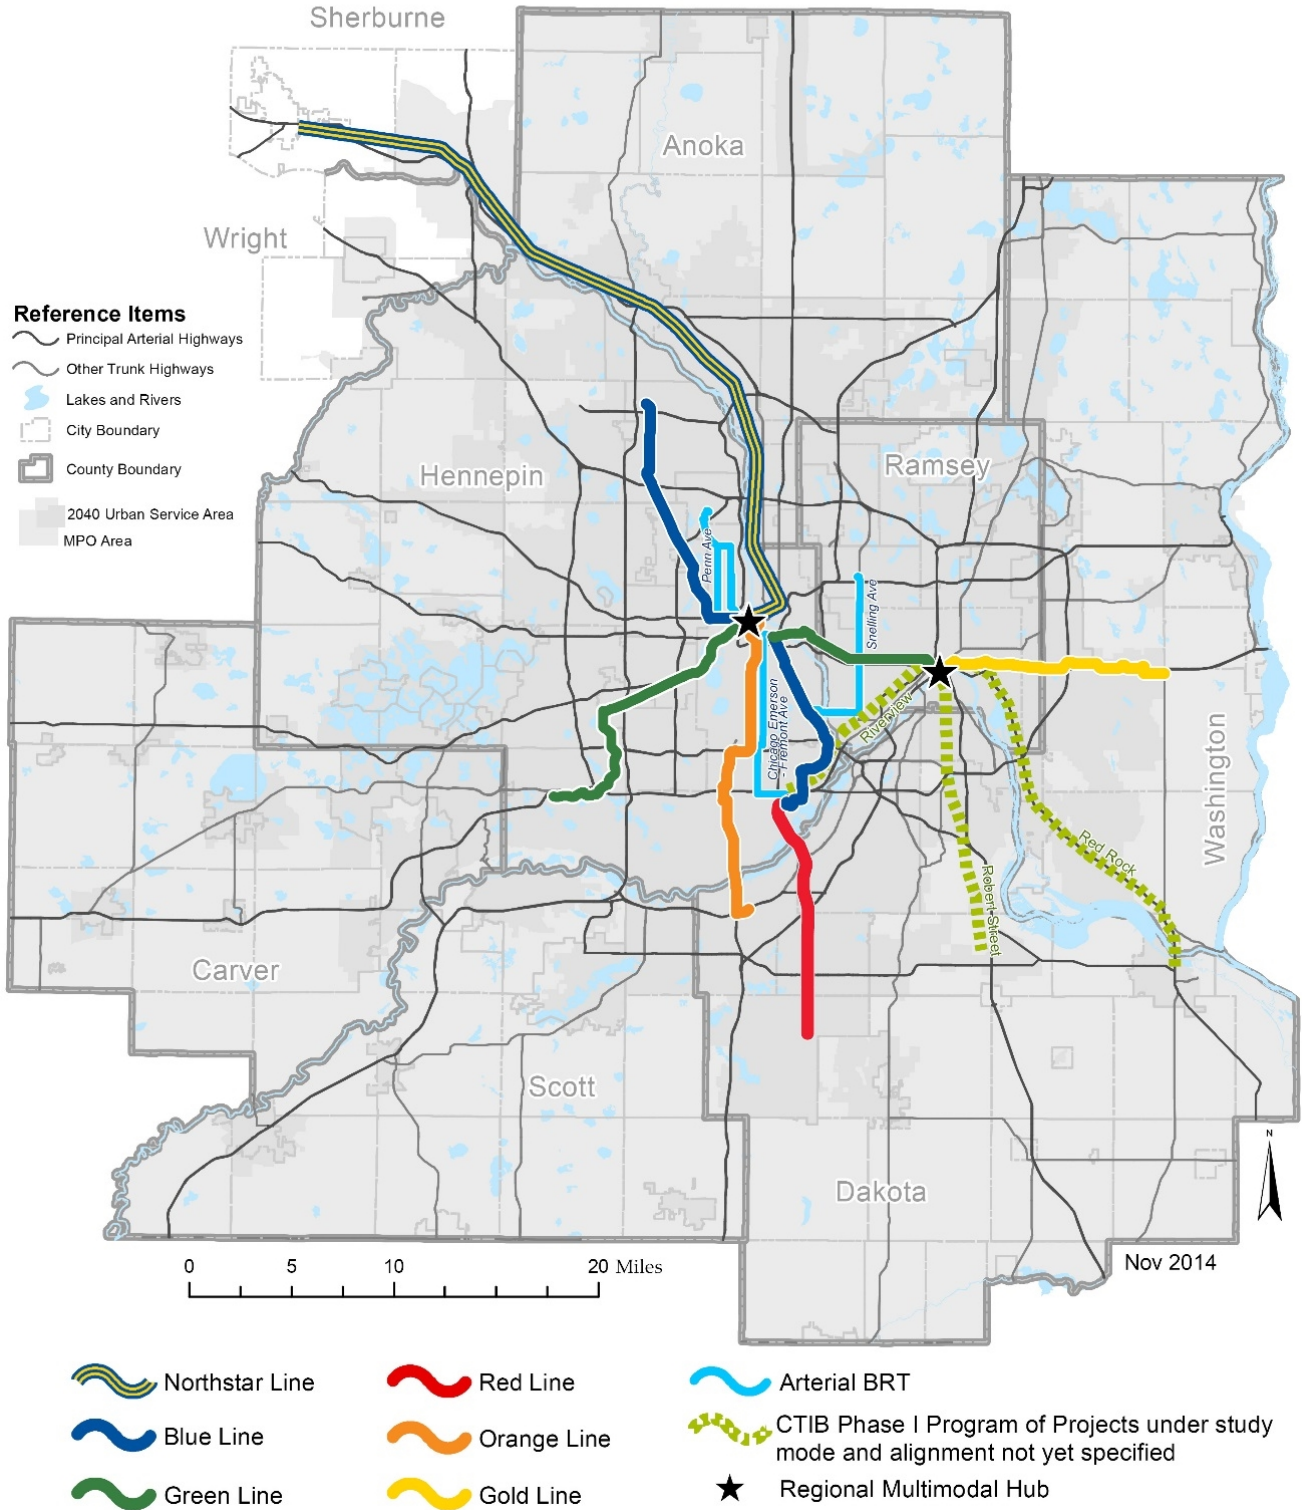 Sherburne
Anoka
Wright
Reference Items
Principal Arterial Highways
Other Trunk Highways
Lakes and Rivers
City Boundary
County Boundary
2040 Urban Service Area
MPO Area
Hennepin
Ramsey
Penn Ave
Snelling Ave
Chicago Emerson
- Fremont Ave
Riverview
Washington
Red Rock
Robert Street
Carver
Scott
Dakota
N
Nov 2014
0 5 10 20 Miles
Northstar Line
Blue Line
Green Line
Red Line
Orange Line
Gold Line
Arterial BRT
CTIB Phase I Program of Projects under study
mode and alignment not yet specified
Regional Multimodal Hub